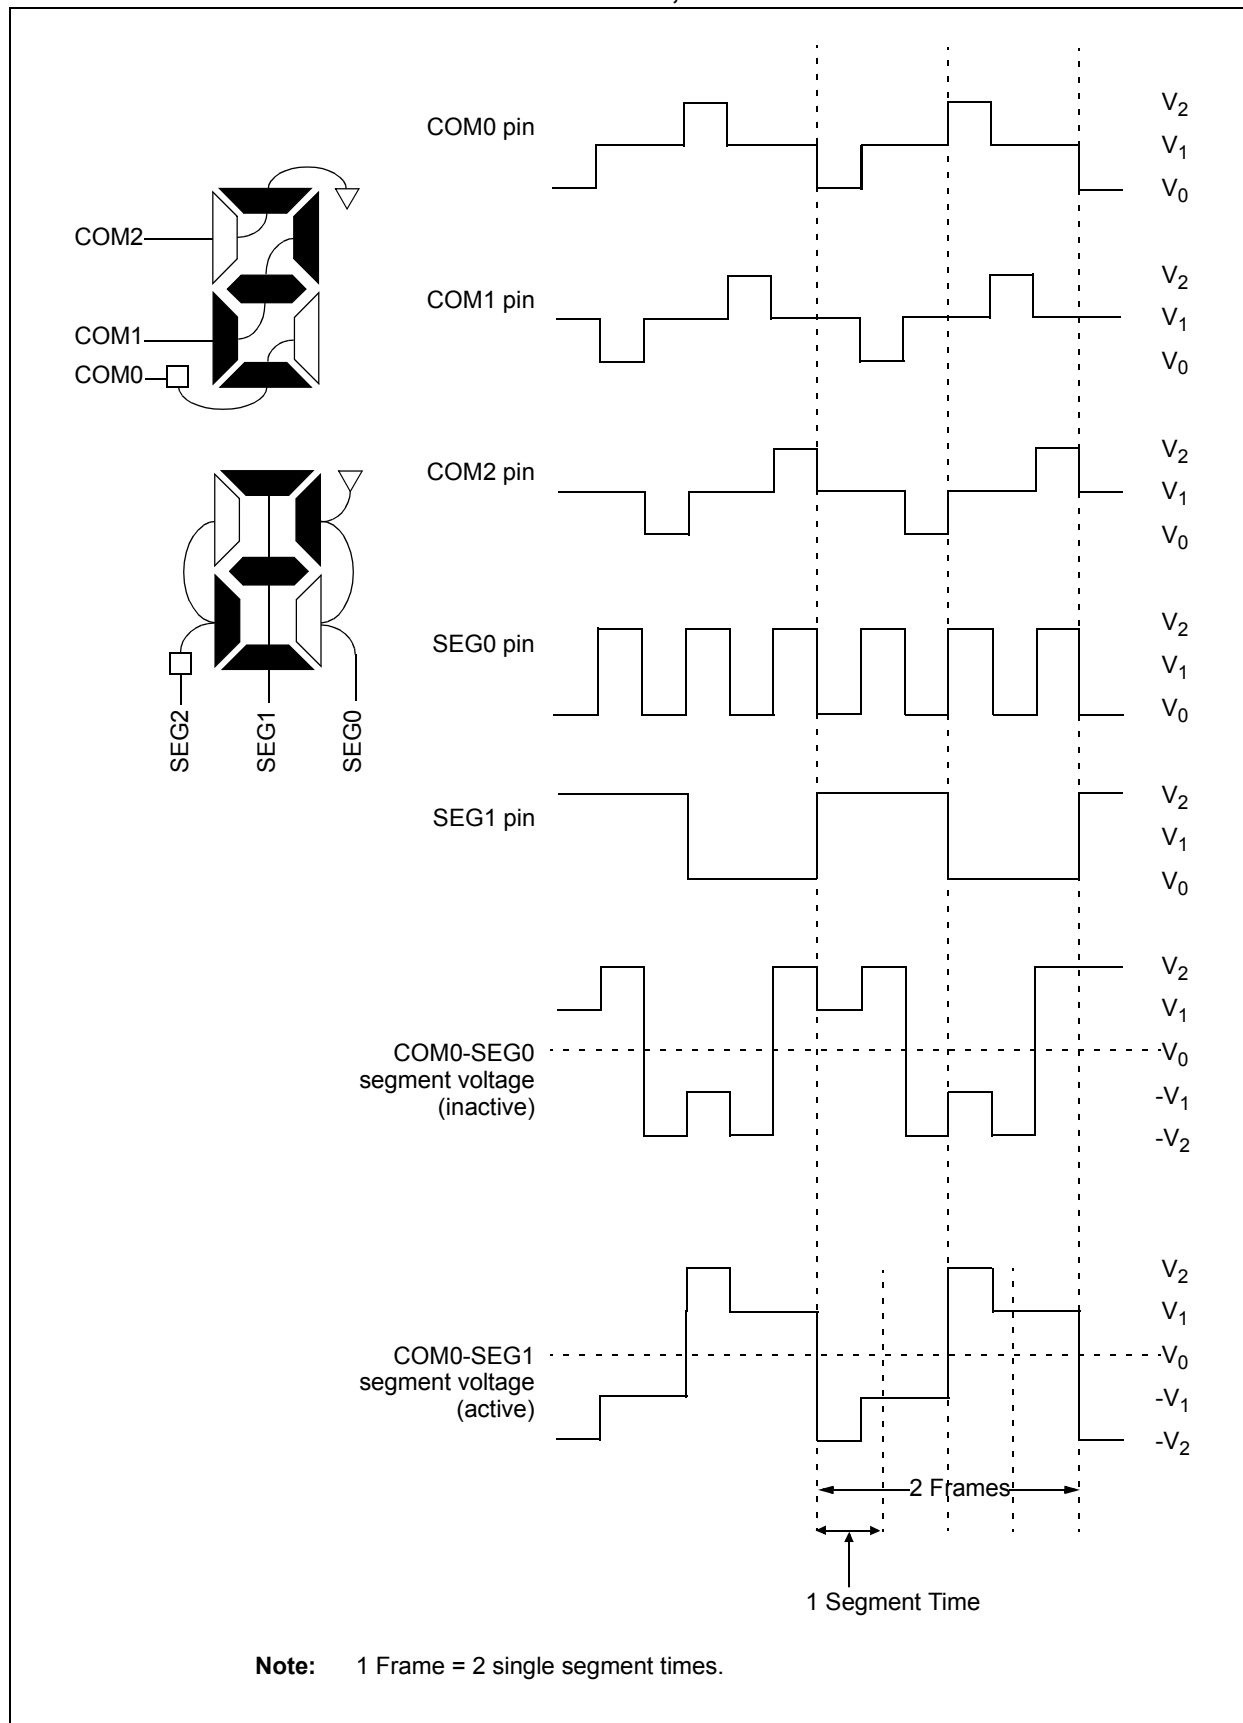 COM0 pin
V2
V1
V0
COM2
COM1
COM0
COM1 pin
V2
V1
V0
COM2 pin
V2
V1
V0
SEG2
SEG1
SEG0
SEG0 pin
V2
V1
V0
SEG1 pin
V2
V1
V0
COM0-SEG0
segment voltage
(inactive)
V2
V1
V0
-V1
-V2
COM0-SEG1
segment voltage
(active)
V2
V1
V0
-V1
-V2
2 Frames
1 Segment Time
Note: 1 Frame = 2 single segment times.